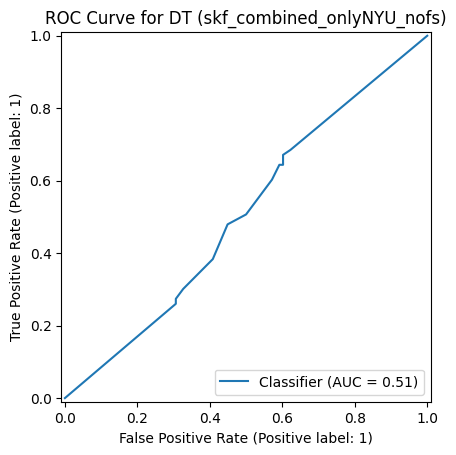 ROC Curve for DT (skf_combined_onlyNYU_nofs)
1.0
0.8
0.6
0.4
0.2
0.0
True Positive Rate (Positive label: 1)
Classifier (AUC = 0.51)
0.0 0.2 0.4 0.6 0.8 1.0
False Positive Rate (Positive label: 1)